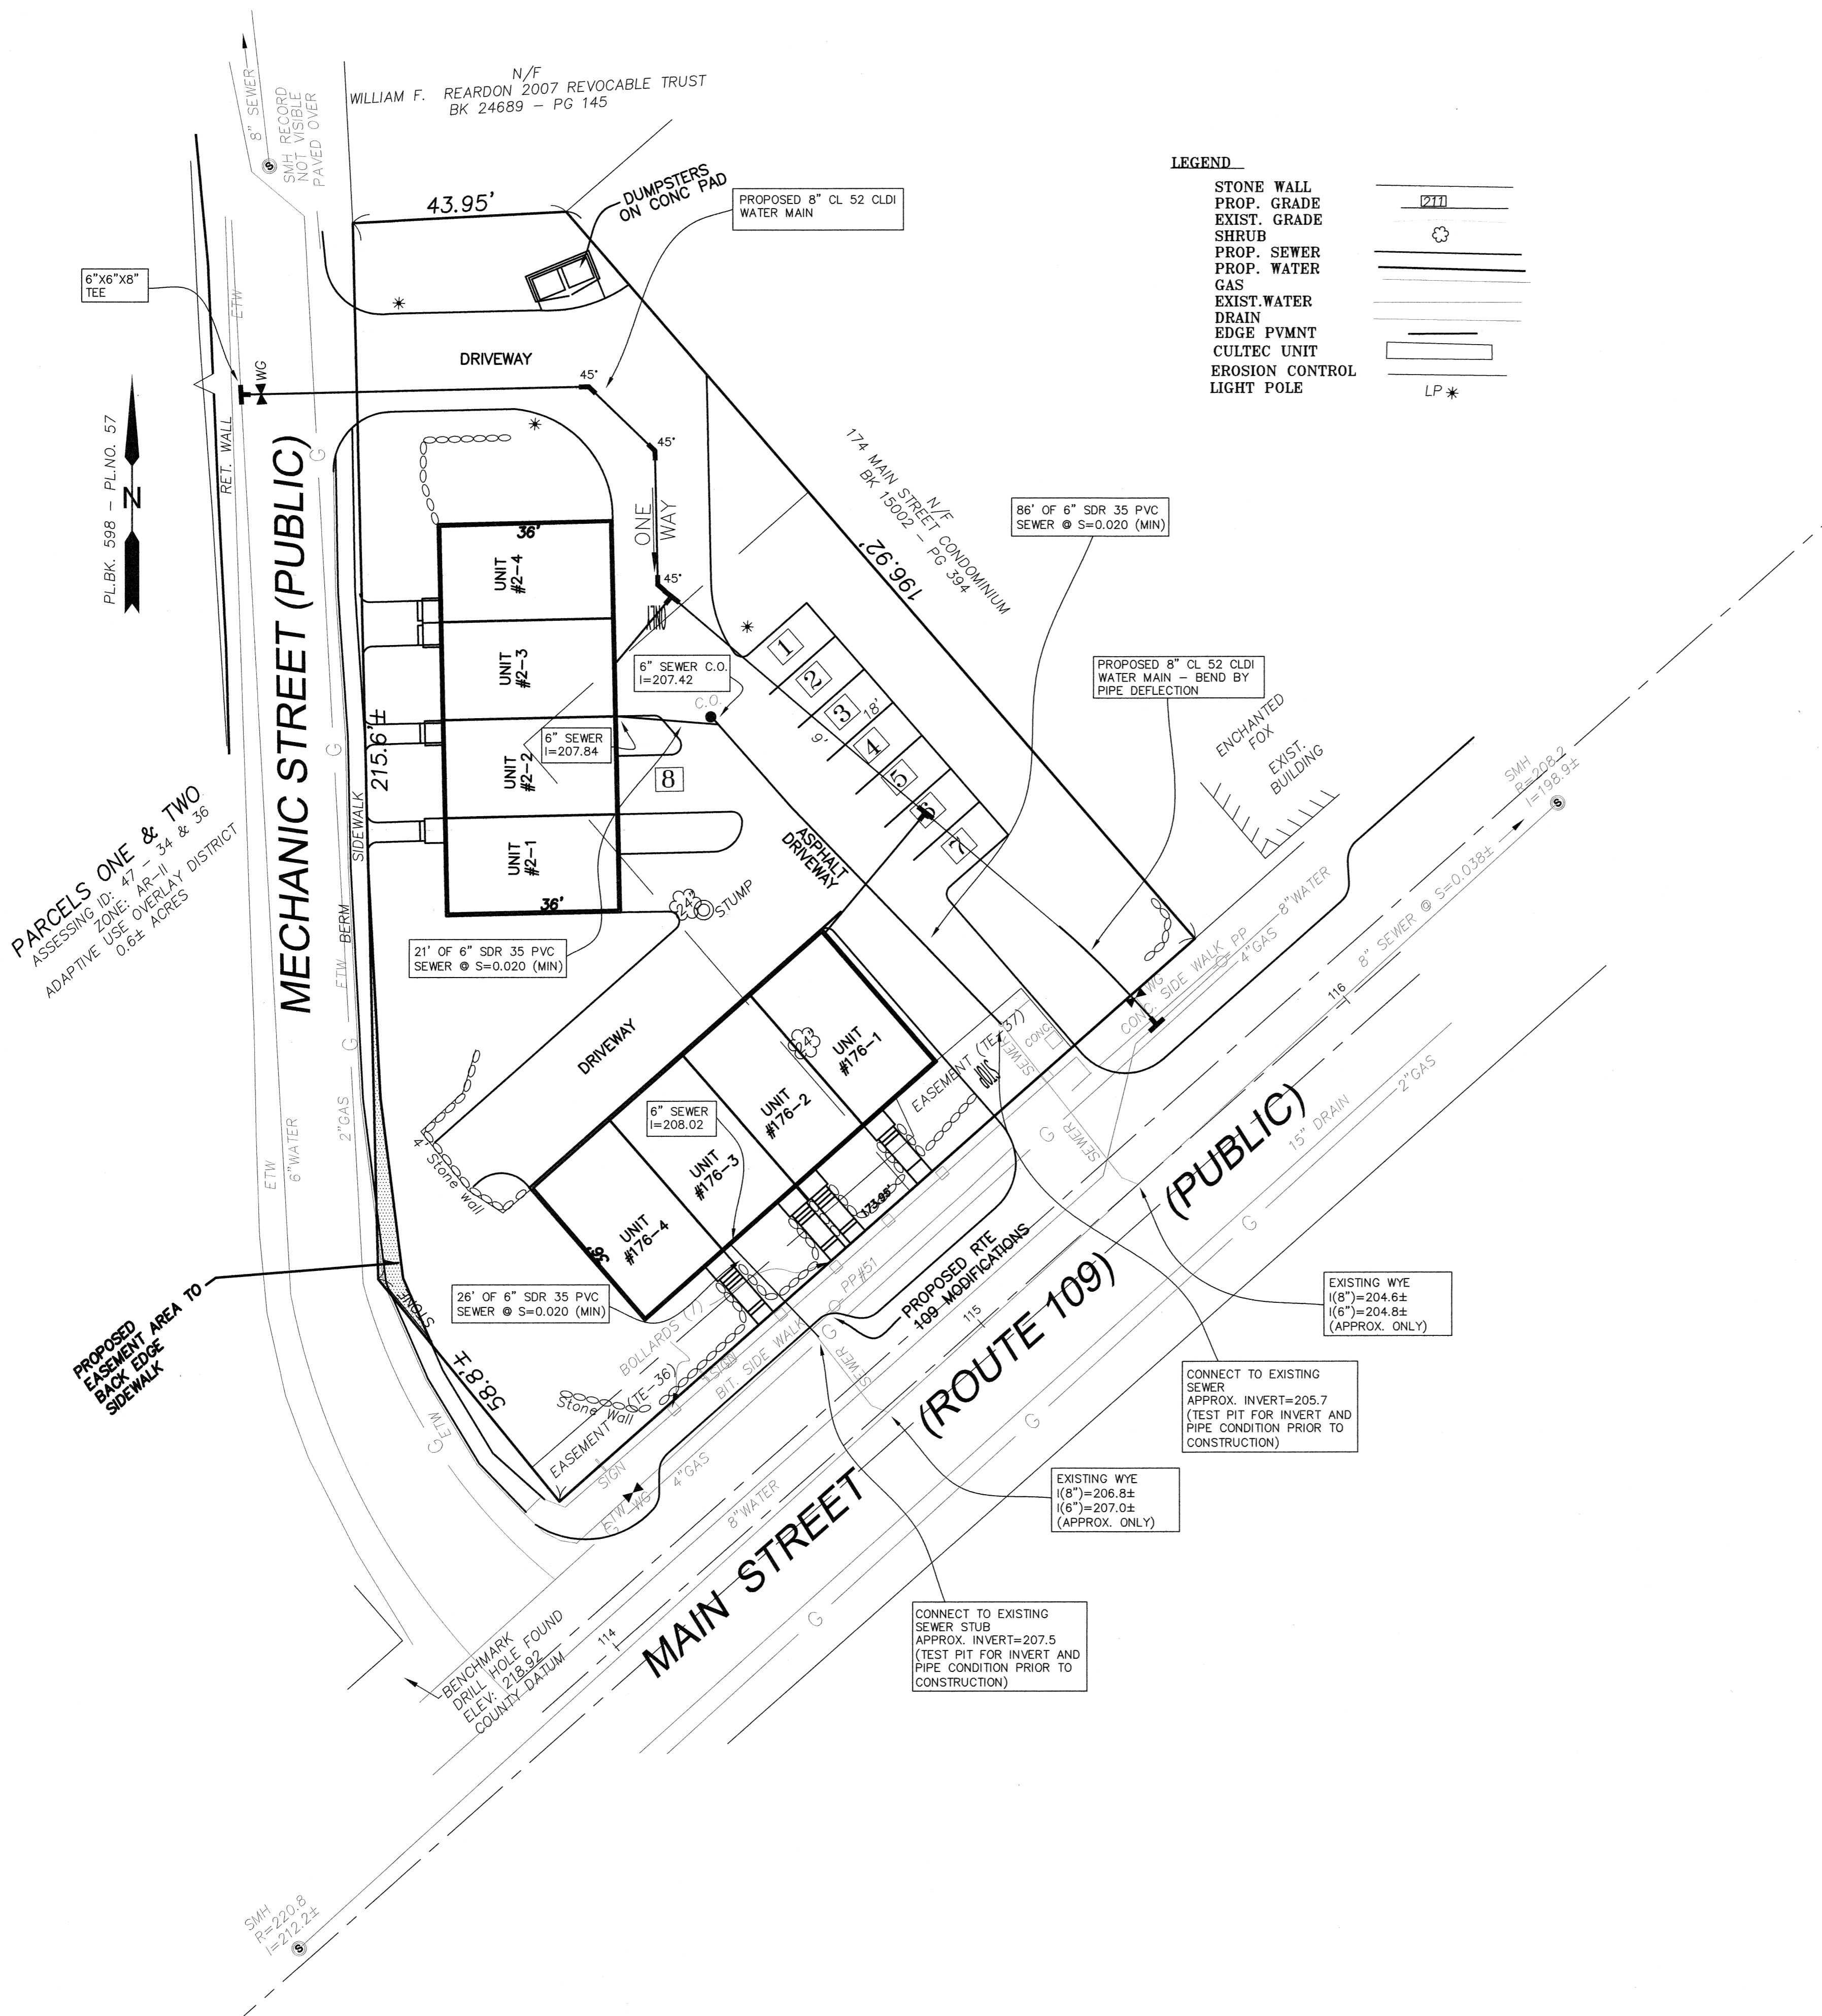 N/F
WILLIAM F. REARDON 2007 REVOCABLE TRUST
BK 24689 - PG 145
8" SEWER
S
SMH RECORD
NOT VISIBLE
PAVED OVER
43.95'
DUMPSTERS
ON CONC PAD
PROPOSED 8" CL 52 CLDI
WATER MAIN
LEGEND
STONE WALL
PROP. GRADE
211
EXIST. GRADE
SHRUB
PROP. SEWER
PROP. WATER
GAS
EXIST.WATER
DRAIN
EDGE PVMNT
CULTEC UNIT
EROSION CONTROL
LIGHT POLE
LP
6"X6"X8"
TEE
ETW
WG
DRIVEWAY
45°
45°
45°
PL.BK. 598 - PL.NO. 57
N
RET. WALL
MECHANIC STREET (PUBLIC)
G
ONE
WAY
N/F
174 MAIN STREET CONDOMINIUM
BK 15002 - PG 394
196.92'
86' OF 6" SDR 35 PVC
SEWER @ S=0.020 (MIN)
36'
UNIT
#2-4
UNIT
#2-3
UNIT
#2-2
UNIT
#2-1
36'
6" SEWER C.O.
I=207.42
C.O.
6" SEWER
I=207.84
8
1
2
3
4
5
6
7
18'
9'
PROPOSED 8" CL 52 CLDI
WATER MAIN - BEND BY
PIPE DEFLECTION
ENCHANTED
FOX
EXIST.
BUILDING
SMH
R=208.2
I=198.9±
S
215.6'±
SIDEWALK
G
PARCELS ONE & TWO
ASSESSING ID: 47 - 34 & 36
ZONE: AR-II
ADAPTIVE USE OVERLAY DISTRICT
0.6± ACRES
ETW
BERM
G
G
ASPHALT
DRIVEWAY
24"
STUMP
21' OF 6" SDR 35 PVC
SEWER @ S=0.020 (MIN)
8"WATER
8" SEWER @ S=0.038±
WG
CONC. SIDE WALK
PP
4"GAS
116
DRIVEWAY
24"
UNIT
#176-1
UNIT
#176-2
UNIT
#176-3
UNIT
#176-4
EASEMENT (TE-37)
STOP
SEWER
CONC
SEWER
G
6" SEWER
I=208.02
2"GAS
6"WATER
ETW
4' Stone wall
173.95'
15" DRAIN
2"GAS
(PUBLIC)
G
36'
26' OF 6" SDR 35 PVC
SEWER @ S=0.020 (MIN)
PP#51
PROPOSED RTE
109 MODIFICATIONS
115
EXISTING WYE
I(8")=204.6±
I(6")=204.8±
(APPROX. ONLY)
PROPOSED
EASEMENT AREA TO
BACK EDGE
SIDEWALK
STONE
58.8'±
BOLLARDS (7)
SIGN
BIT. SIDE WALK
G
SEWER
Stone Wall
EASEMENT (TE-36)
SIGN
(ROUTE 109)
CONNECT TO EXISTING
SEWER
APPROX. INVERT=205.7
(TEST PIT FOR INVERT AND
PIPE CONDITION PRIOR TO
CONSTRUCTION)
G
ETW
G
4"GAS
ETW
WG
8"WATER
EXISTING WYE
I(8")=206.8±
I(6")=207.0±
(APPROX. ONLY)
MAIN STREET
G
CONNECT TO EXISTING
SEWER STUB
APPROX. INVERT=207.5
(TEST PIT FOR INVERT AND
PIPE CONDITION PRIOR TO
CONSTRUCTION)
114
BENCHMARK
DRILL HOLE FOUND
ELEV: 218.92
COUNTY DATUM
SMH
R=220.8
I=212.2±
S